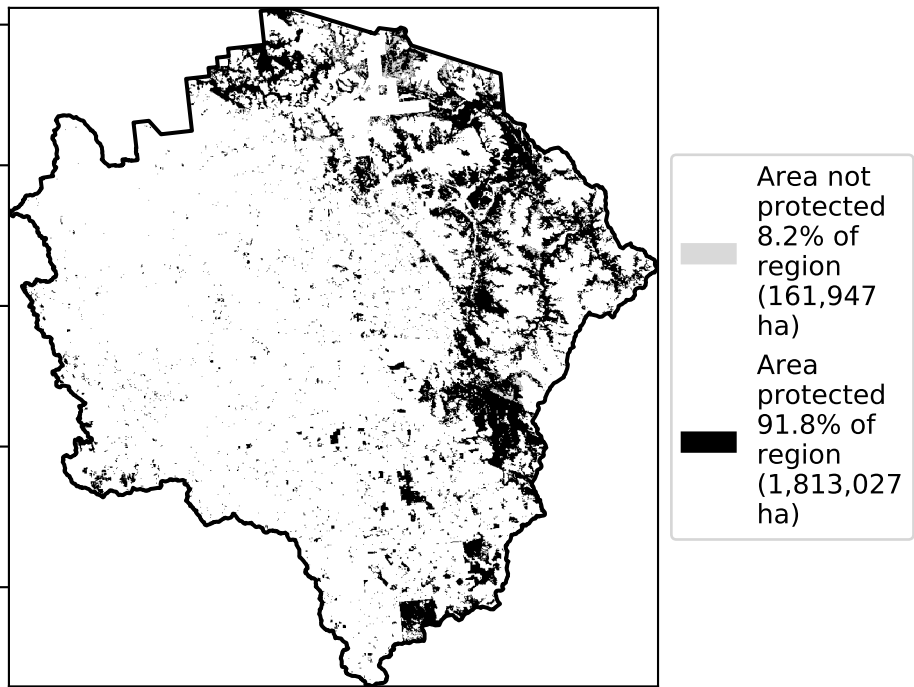 Area not
protected
8.2% of
region
(161,947
ha)
Area
protected
91.8% of
region
(1,813,027
ha)